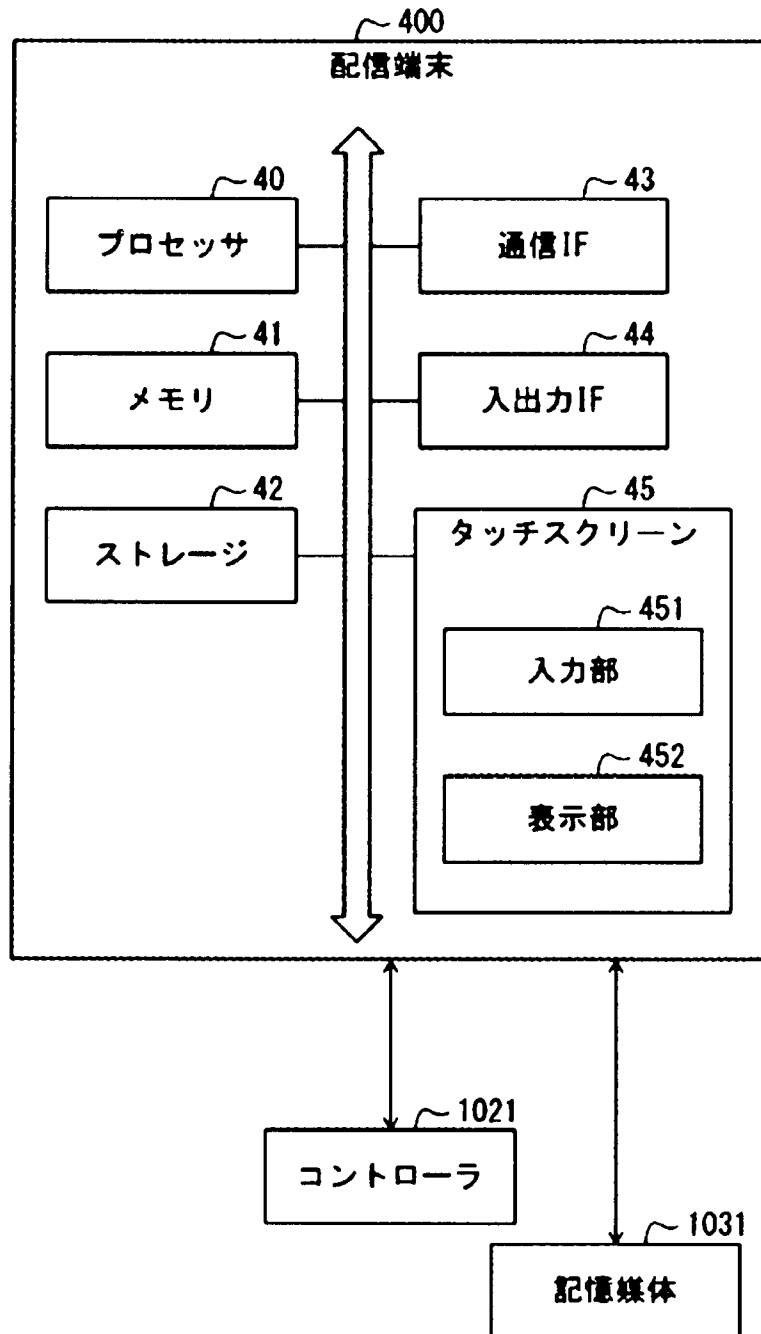 400
配信端末
40
プロセッサ
43
通信IF
41
メモリ
44
入出力IF
42
ストレージ
45
タッチスクリーン
451
入力部
452
表示部
1021
コントローラ
1031
記憶媒体